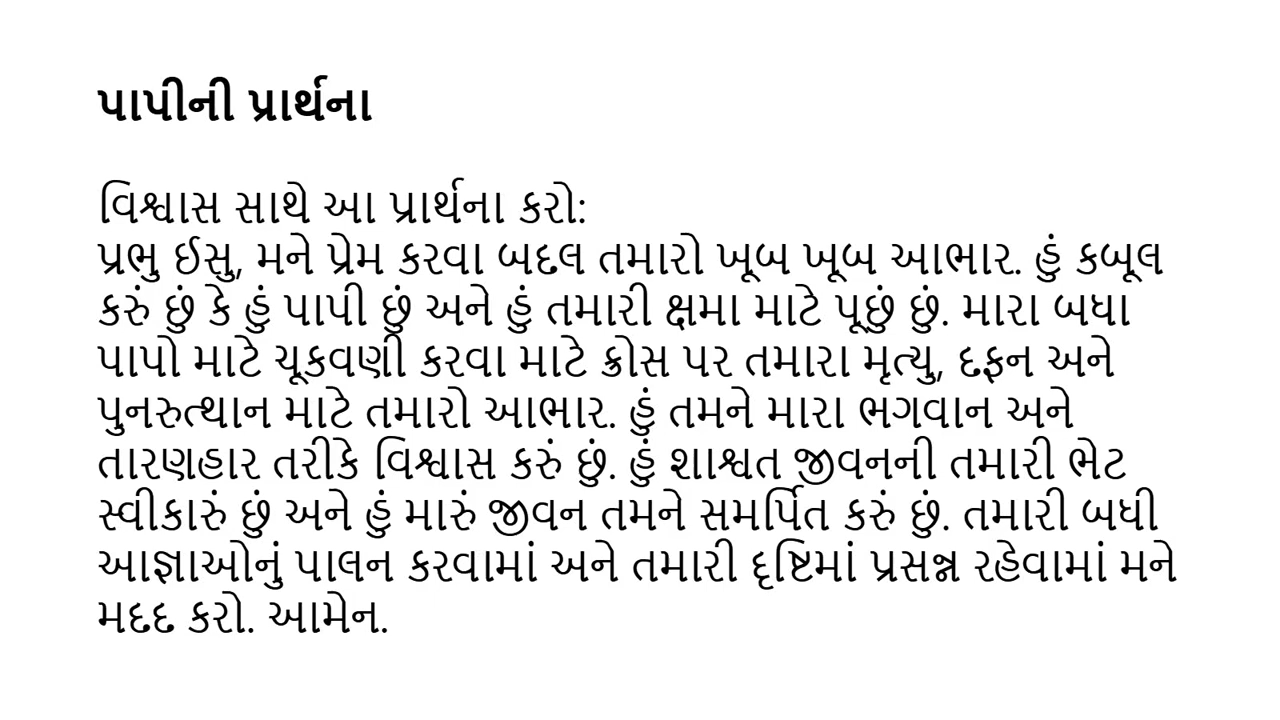 પાપીની પ્રાર્થના
વિશ્વાસ સાથે આ પ્રાર્થના કરો:
પ્રભુ ઈસુ, મને પ્રેમ કરવા બદલ તમારો ખૂબ ખૂબ આભાર. હું કબૂલ
કરું છું કે હું પાપી છું અને હું તમારી ક્ષમા માટે પૂછું છું. મારા બધા
પાપો માટે ચૂકવણી કરવા માટે ક્રોસ પર તમારા મૃત્યુ, દફન અને
પુનરુત્થાન માટે તમારો આભાર. હું તમને મારા ભગવાન અને
તારણહાર તરીકે વિશ્વાસ કરું છું. હું શાશ્વત જીવનની તમારી ભેટ
સ્વીકારું છું અને હું મારું જીવન તમને સમર્પિત કરું છું. તમારી બધી
આજ્ઞાઓનું પાલન કરવામાં અને તમારી દૃષ્ટિમાં પ્રસન્ન રહેવામાં મને
મદદ કરો. આમેન.